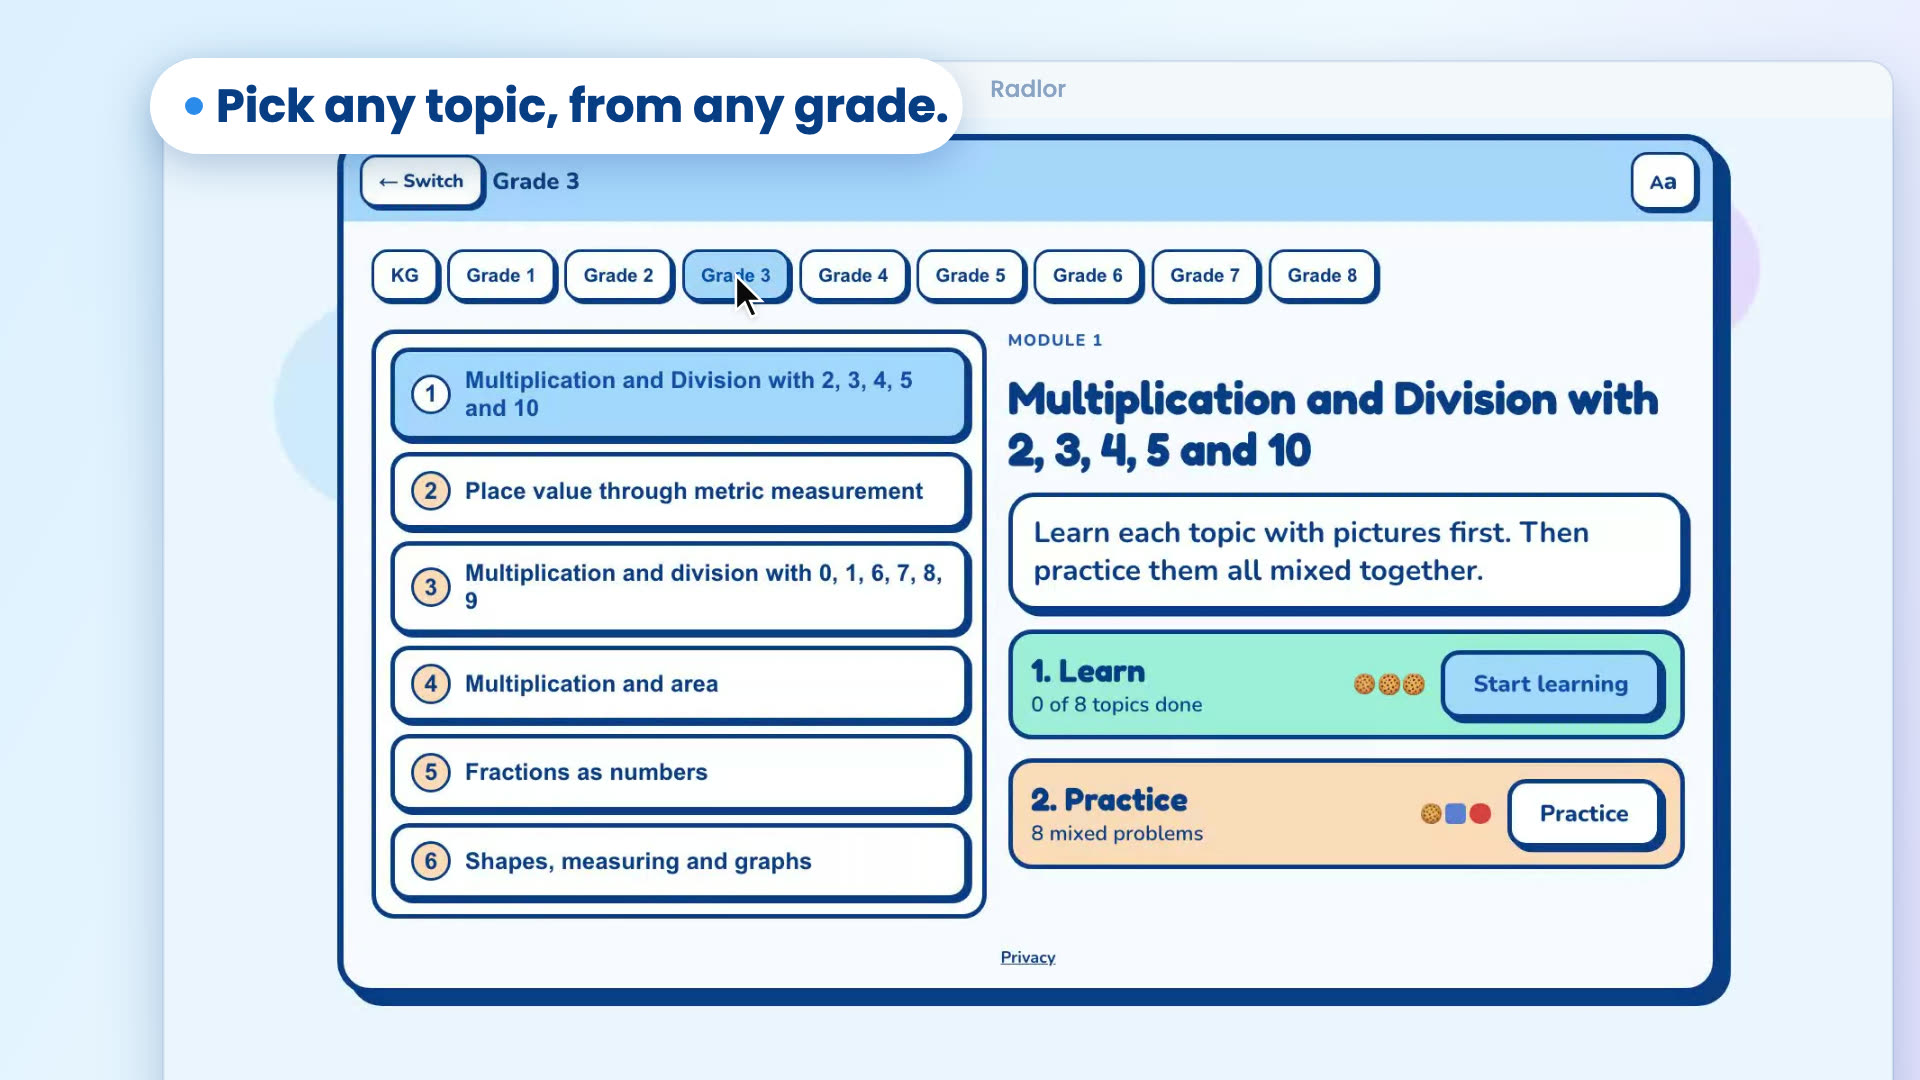 Pick any topic, from any grade.
Radlor
← Switch
Grade 3
Aa
KG
Grade 1
Grade 2
Grade 3
Grade 4
Grade 5
Grade 6
Grade 7
Grade 8
1
Multiplication and Division with 2, 3, 4, 5
and 10
2
Place value through metric measurement
3
Multiplication and division with 0, 1, 6, 7, 8,
9
4
Multiplication and area
5
Fractions as numbers
6
Shapes, measuring and graphs
MODULE 1
Multiplication and Division with
2, 3, 4, 5 and 10
Learn each topic with pictures first. Then
practice them all mixed together.
1. Learn
0 of 8 topics done
Start learning
2. Practice
8 mixed problems
Practice
Privacy